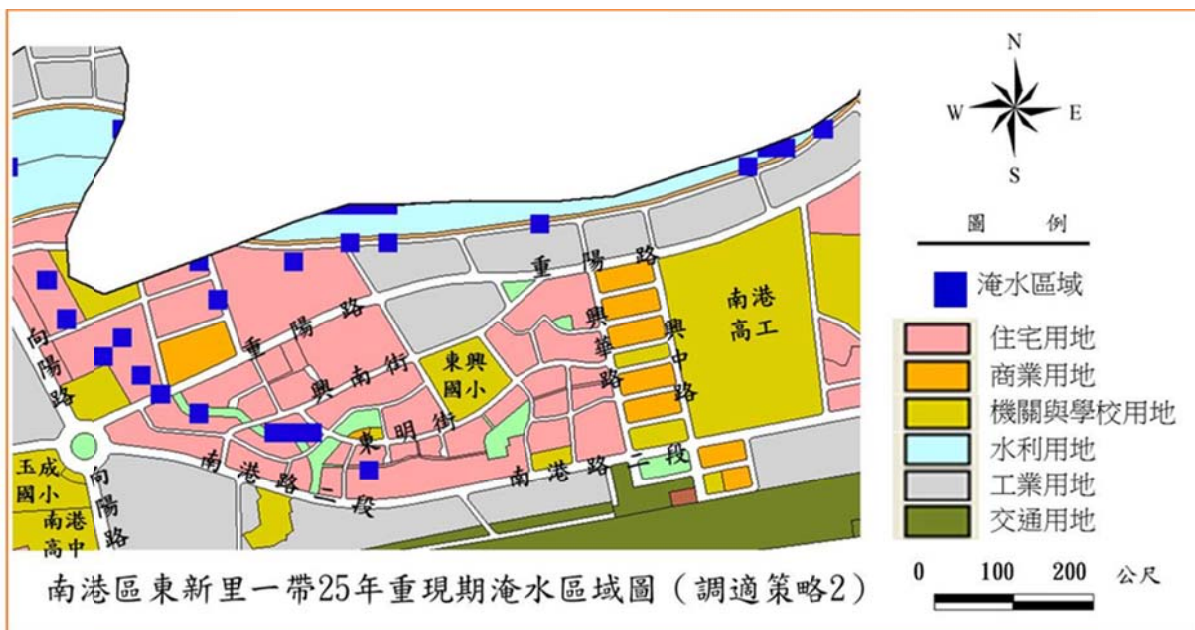 N
W
E
S
圖 例
淹水區域
住宅用地
商業用地
機關與學校用地
水利用地
工業用地
交通用地
0 100 200 公尺
重陽路
重陽路
向陽路
向陽路
興南街
東興
國小
東明街
興華路
興中路
南港
高工
南港路二段
南港路二段
玉成
國小
南港
高中
南港區東新里一帶25年重現期淹水區域圖（調適策略2）